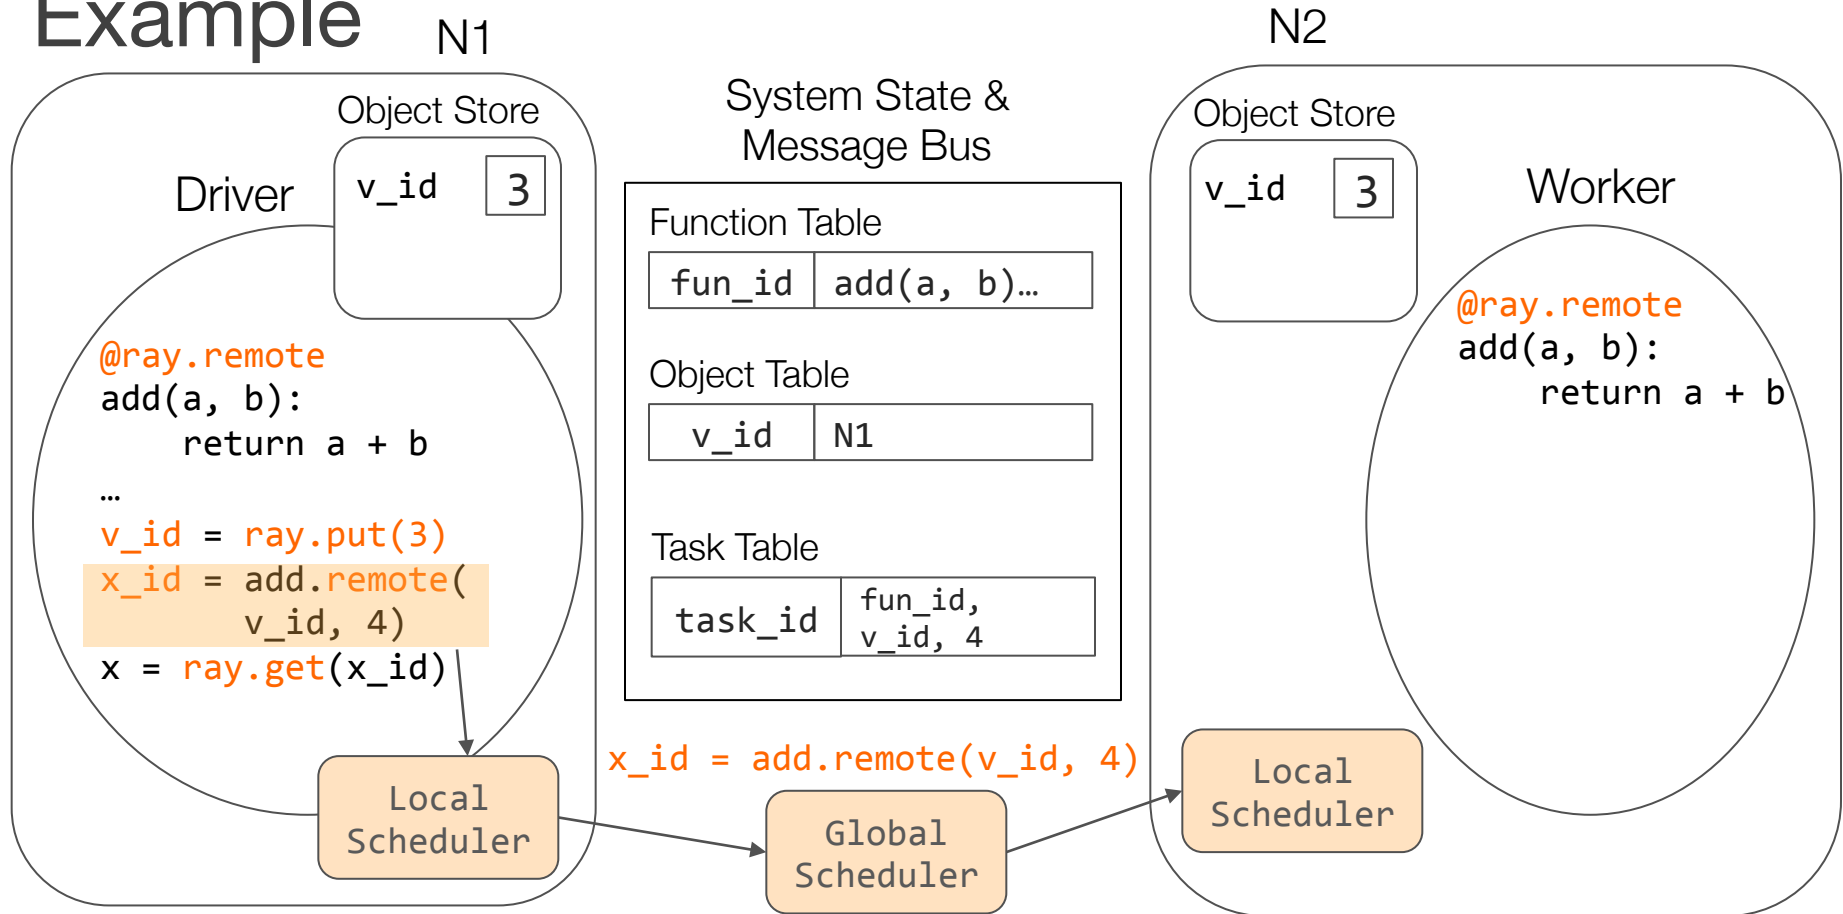 Example
N1
Object Store
v_id 3
Driver
@ray.remote
add(a, b):
return a + b
…
v_id = ray.put(3)
x_id = add.remote(
v_id, 4)
x = ray.get(x_id)
Local
Scheduler
System State &
Message Bus
Function Table
fun_id add(a, b)…
Object Table
v_id N1
Task Table
task_id fun_id,
v_id, 4
x_id = add.remote(v_id, 4)
Global
Scheduler
N2
Object Store
v_id 3
Worker
@ray.remote
add(a, b):
return a + b
Local
Scheduler